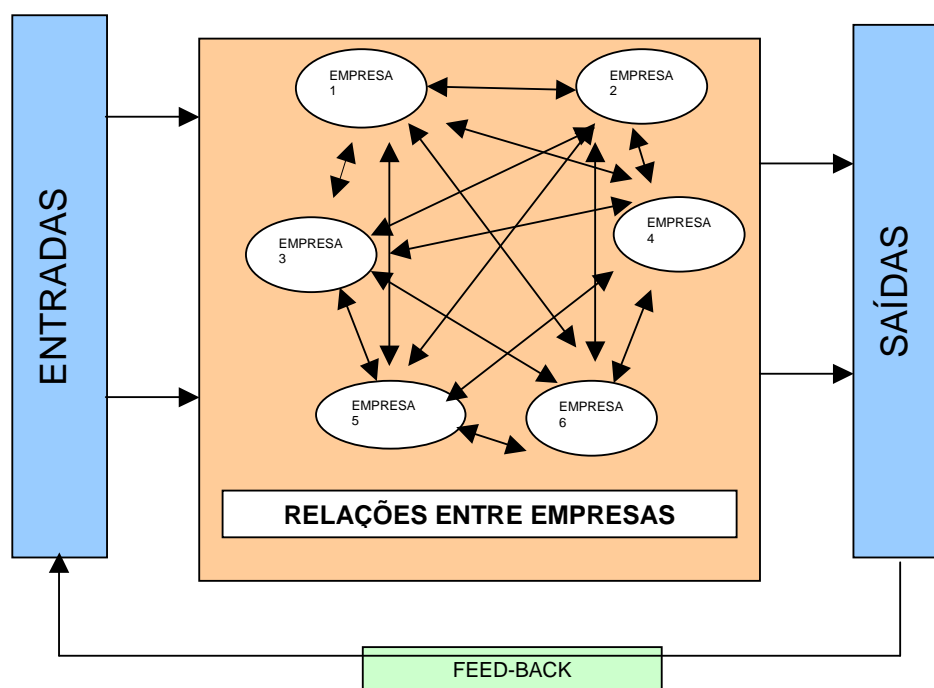 ENTRADAS
EMPRESA
1
EMPRESA
2
EMPRESA
3
EMPRESA
4
EMPRESA
5
EMPRESA
6
RELAÇÕES ENTRE EMPRESAS
SAÍDAS
FEED-BACK